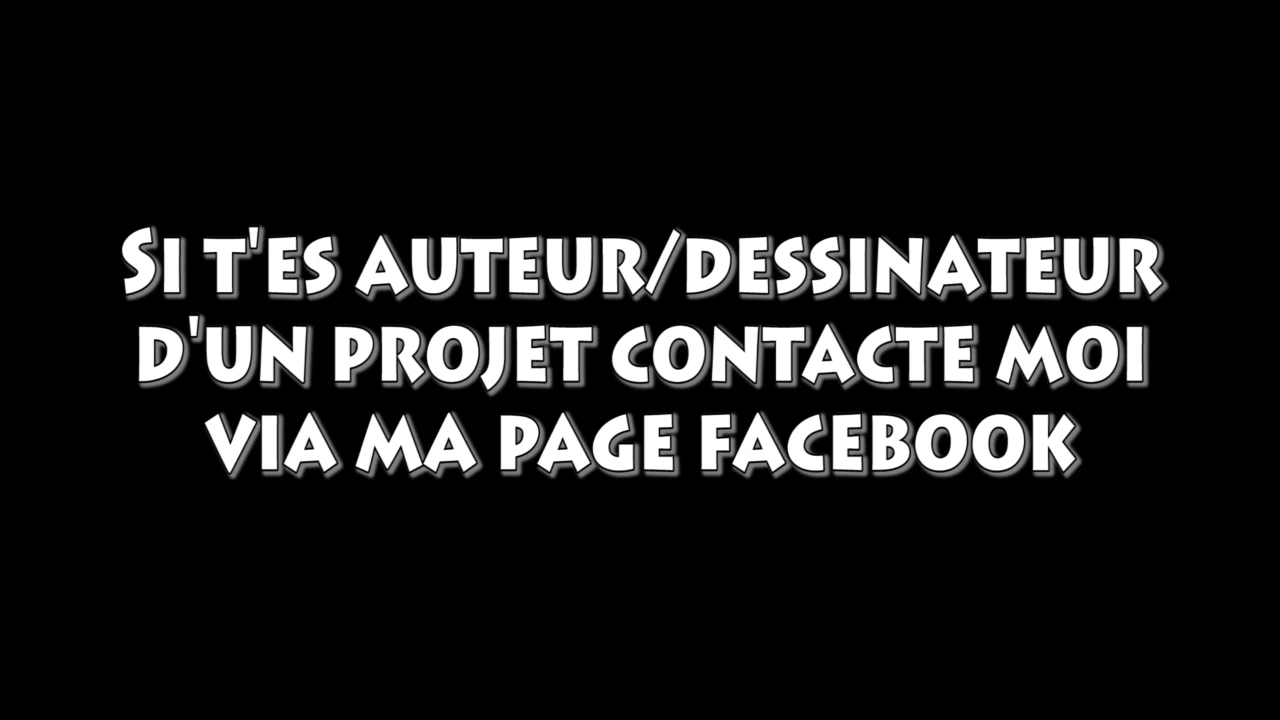 Si t'es auteur/dessinateur
d'un projet contacte moi
via ma page facebook